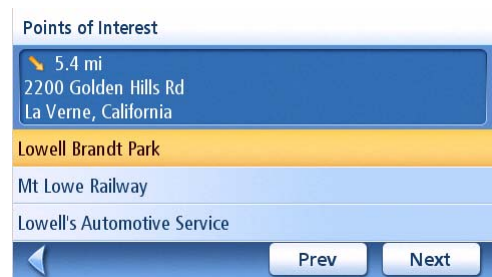 Points of Interest
5.4 mi
2200 Golden Hills Rd
La Verne, California
Lowell Brandt Park
Mt Lowe Railway
Lowell's Automotive Service
Prev Next